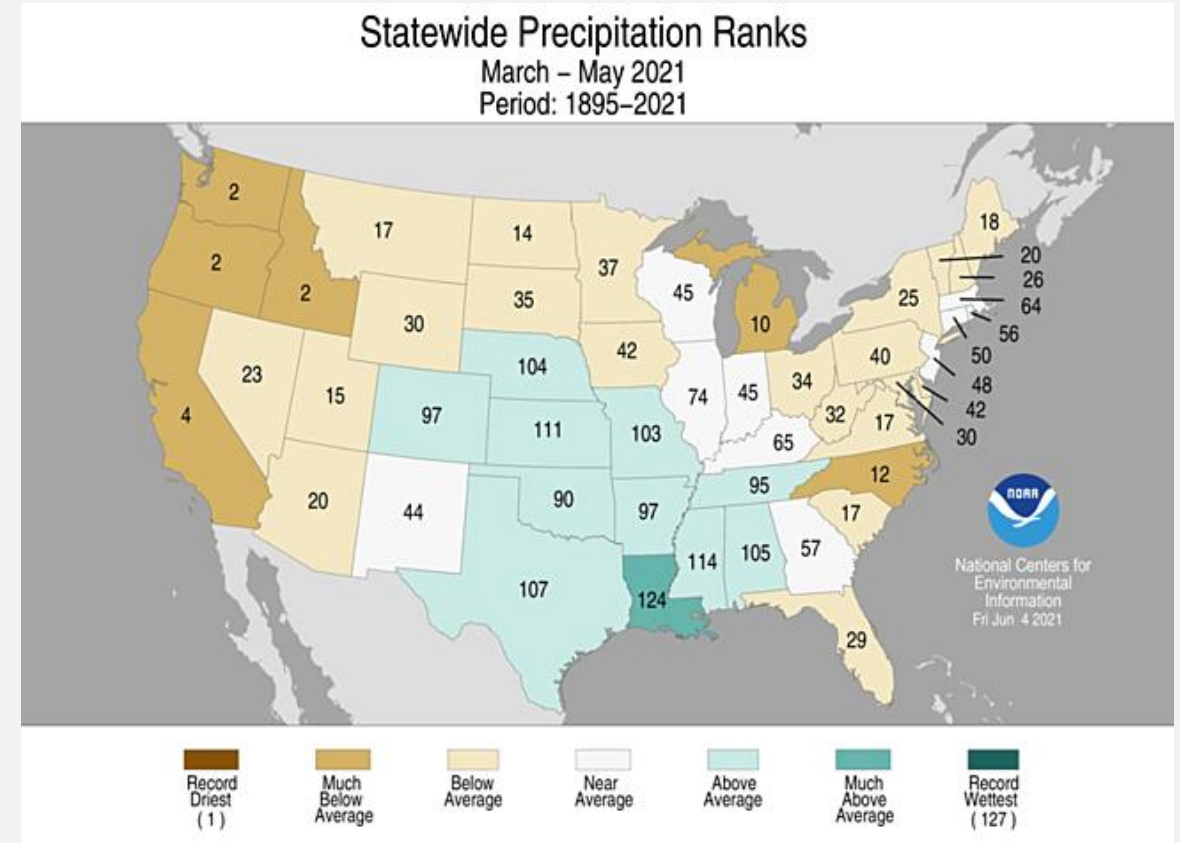 Statewide Precipitation Ranks
March – May 2021
Period: 1895–2021
2
17
14
18
2
37
20
2
35
45
26
30
25
64
10
56
42
40
50
23
104
34
48
15
74
45
42
4
97
111
103
32
17
30
65
20
44
90
95
12
97
17
107
114
105
57
124
29
NOAA
National Centers for
Environmental
Information
Fri Jun 4 2021
Record
Driest
( 1 )
Much
Below
Average
Below
Average
Near
Average
Above
Average
Much
Above
Average
Record
Wettest
( 127 )